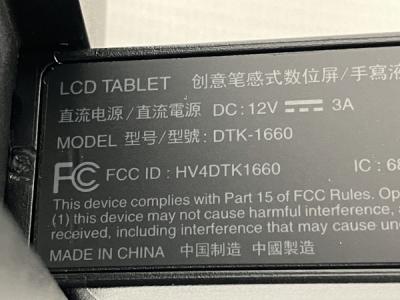 LCD TABLET 创意笔感式数位屏/手寫液
直流电源/直流電源 DC: 12V ⎓ 3A
MODEL 型号/型號: DTK-1660
FC FCC ID : HV4DTK1660 IC : 68
This device complies with Part 15 of FCC Rules.
(1) this device may not cause harmful interference,
received, including interference that may cause
MADE IN CHINA 中国制造 中國製造